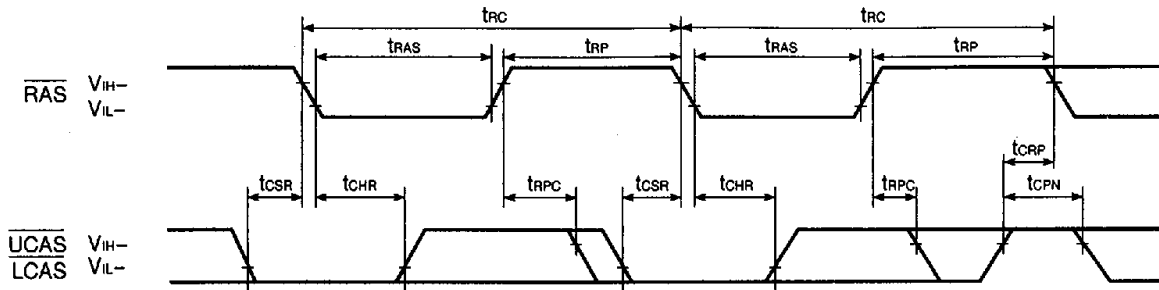 tRC tRC
tRAS tRP tRAS tRP
RAS VIH–
VIL–
tCRP
tCSR tCHR tRPC tCSR tCHR tRPC tCPN
UCAS VIH–
LCAS VIL–